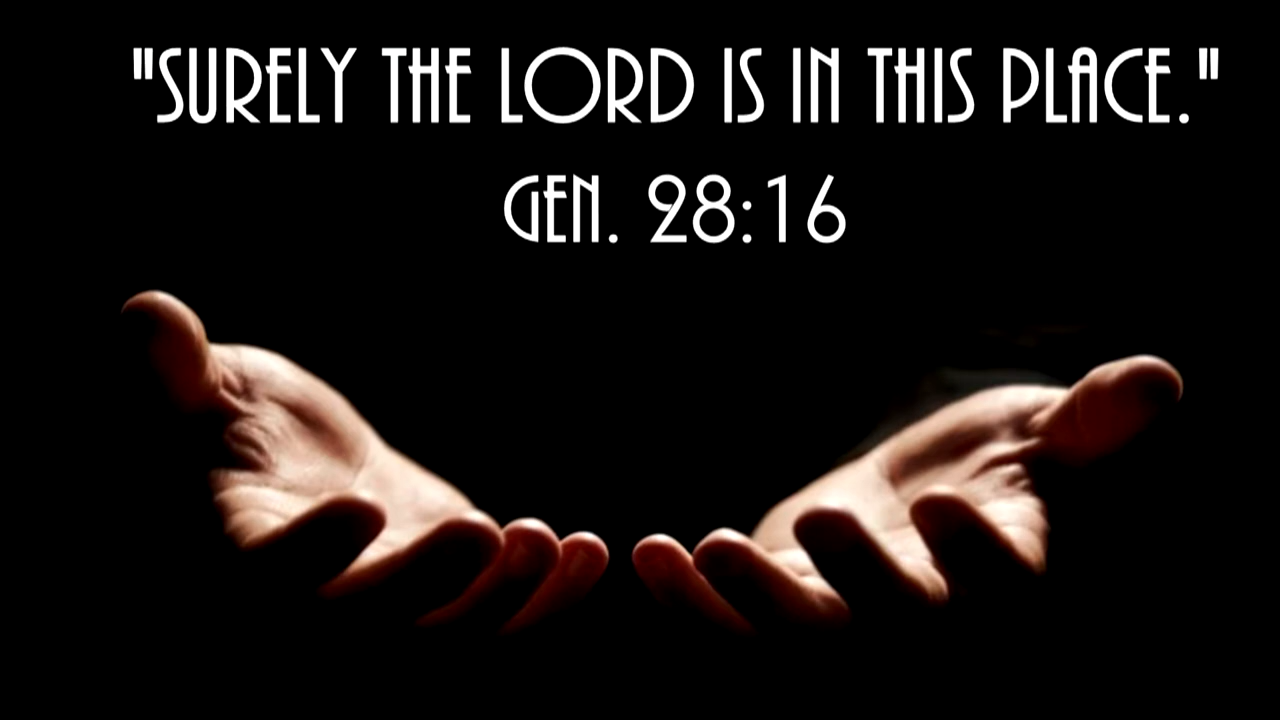 "SURELY THE LORD IS IN THIS PLACE."
GEN. 28:16